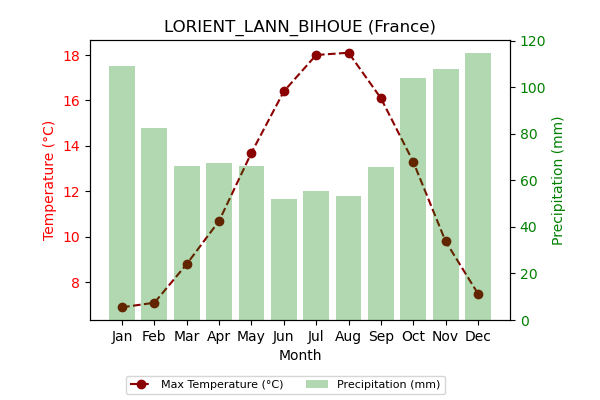 LORIENT_LANN_BIHOUE (France)
18
16
14
12
10
8
Temperature (°C)
120
100
80
60
40
20
0
Precipitation (mm)
Jan Feb Mar Apr May Jun Jul Aug Sep Oct Nov Dec
Month
Max Temperature (°C) Precipitation (mm)